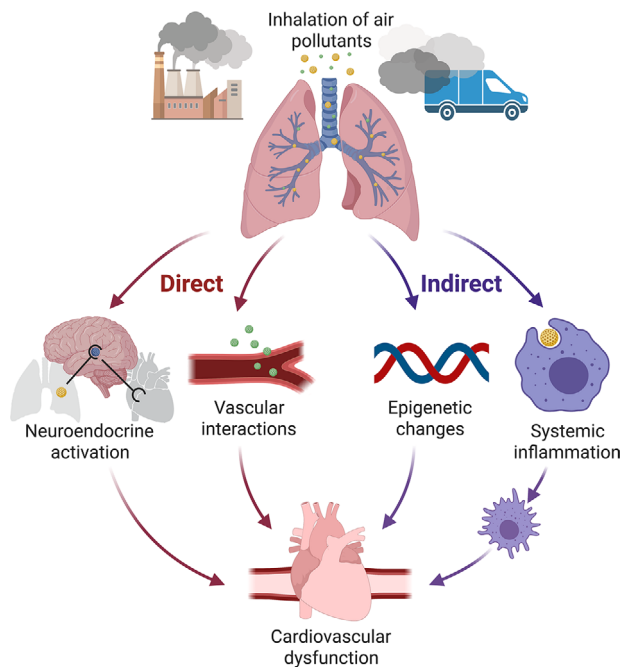 Inhalation of air
pollutants
Direct
Indirect
Neuroendocrine
activation
Vascular
interactions
Epigenetic
changes
Systemic
inflammation
Cardiovascular
dysfunction